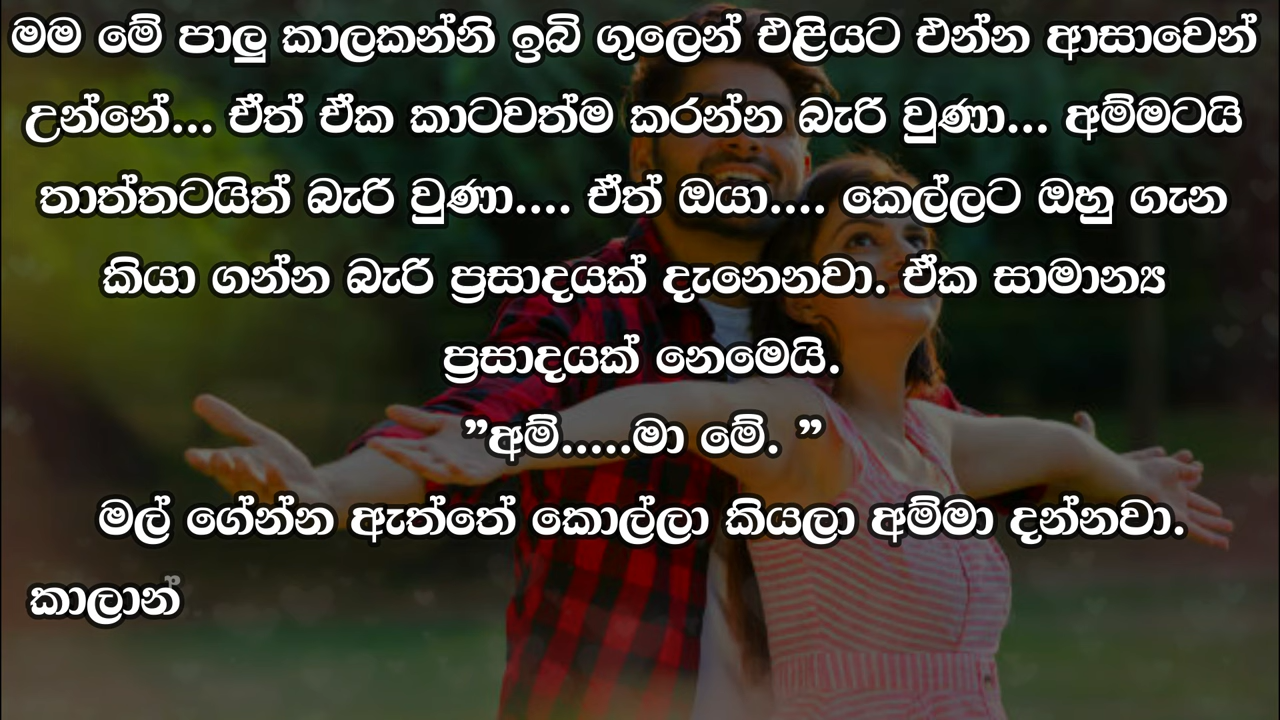 මම මේ පාලු කාලකන්නි ඉබි ගුලෙන් එළියට එන්න ආසාවෙන්
උන්නේ... ඒත් ඒක කාටවත්ම කරන්න බැරි වුණා... අම්මටයි
තාත්තටයිත් බැරි වුණා.... ඒත් ඔයා.... කෙල්ලට ඔහු ගැන
කියා ගන්න බැරි ප්‍රසාදයක් දැනෙනවා. ඒක සාමාන්‍ය
ප්‍රසාදයක් නෙමෙයි.
”අම්.....මා මේ. ”
මල් ගේන්න ඇත්තේ කොල්ලා කියලා අම්මා දන්නවා.
කාලාන්